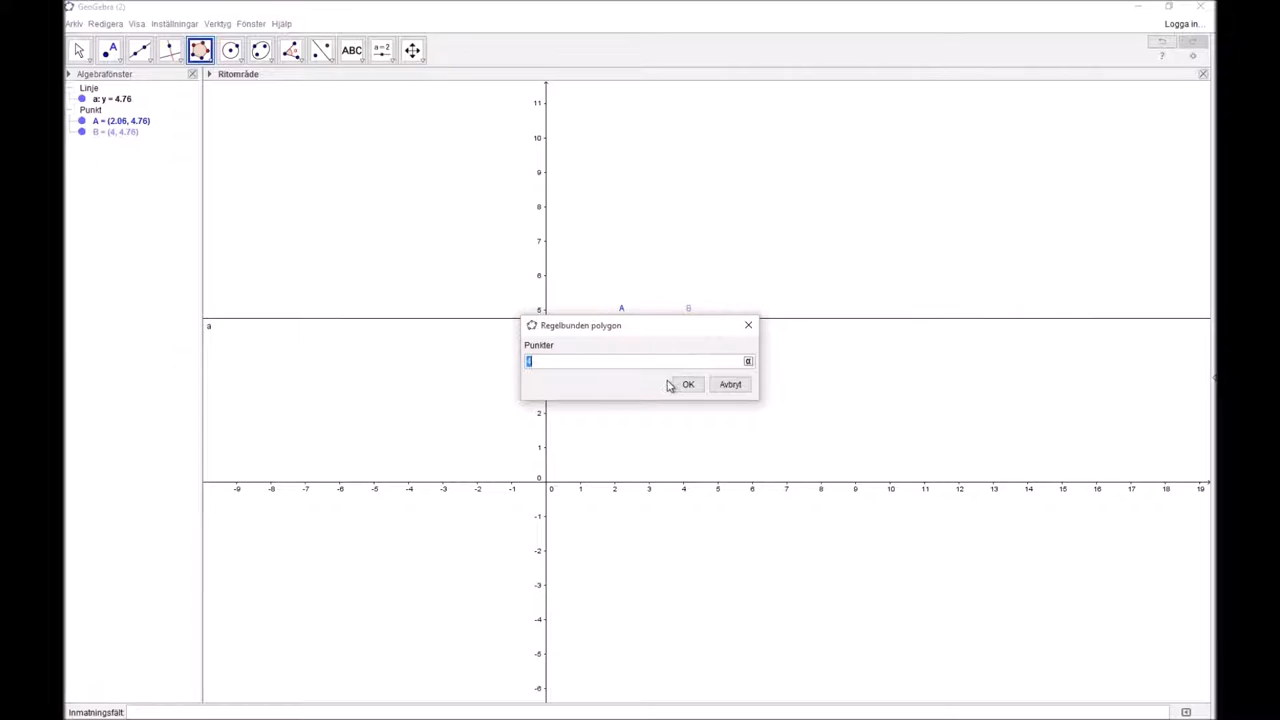 GeoGebra (2)
Arkiv Redigera Visa Inställningar Verktyg Fönster Hjälp
Logga in...
A ABC a=2
?
Algebrafönster
Ritområde
Linje
a: y = 4.76
Punkt
A = (2.06, 4.76)
B = (4, 4.76)
11
10
9
8
7
6
5
A B
a
Regelbunden polygon
Punkter
4
α
OK Avbryt
2
1
0
-9 -8 -7 -6 -5 -4 -3 -2 -1 0 1 2 3 4 5 6 7 8 9 10 11 12 13 14 15 16 17 18 19
-1
-2
-3
-4
-5
-6
Inmatningsfält: